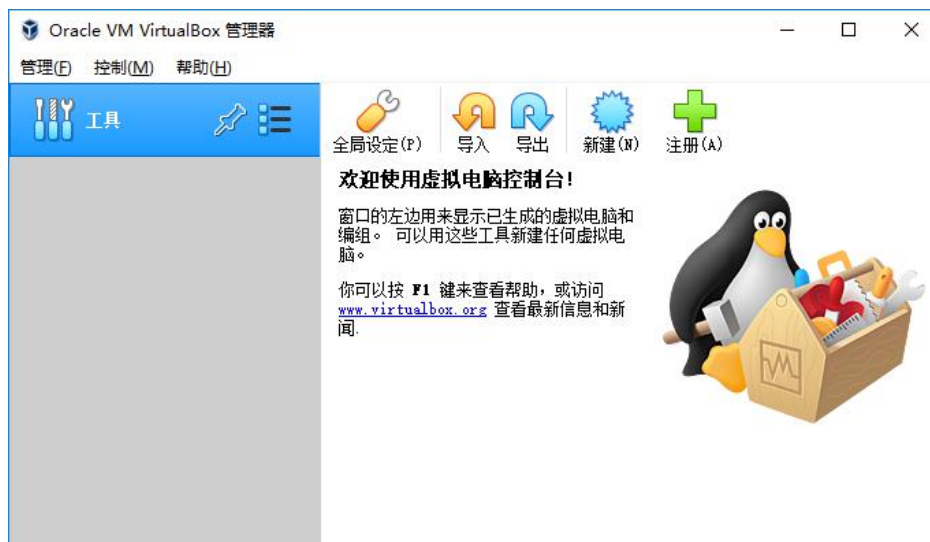 Oracle VM VirtualBox 管理器
管理(F) 控制(M) 帮助(H)
工具
全局设定(P) 导入 导出 新建(N) 注册(A)
欢迎使用虚拟电脑控制台!
窗口的左边用来显示已生成的虚拟电脑和
编组。 可以用这些工具新建任何虚拟电
脑。
你可以按 F1 键来查看帮助,或访问
www.virtualbox.org 查看最新信息和新
闻.